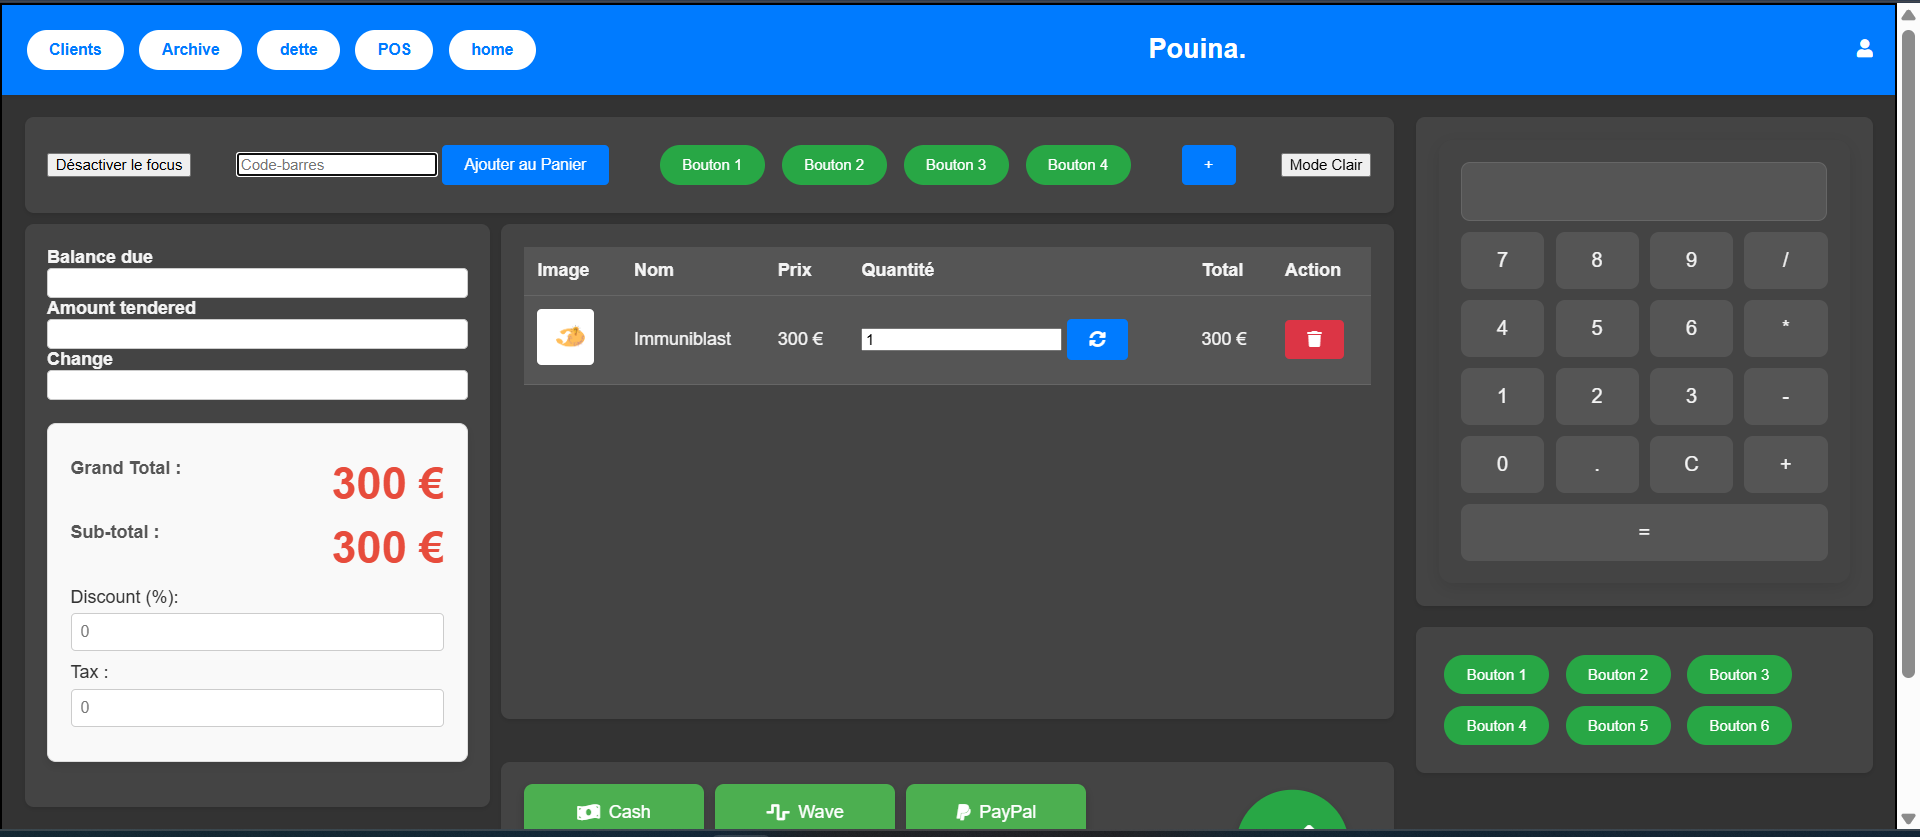 Clients Archive dette POS home Pouina.
Désactiver le focus Code-barres Ajouter au Panier Bouton 1 Bouton 2 Bouton 3 Bouton 4 + Mode Clair
Balance due
Amount tendered
Change
Grand Total : 300 €
Sub-total : 300 €
Discount (%):
0
Tax :
0
Image Nom Prix Quantité Total Action
Immuniblast 300 € 1 300 €
Cash Wave PayPal
7 8 9 /
4 5 6 *
1 2 3 -
0 . C +
=
Bouton 1 Bouton 2 Bouton 3
Bouton 4 Bouton 5 Bouton 6